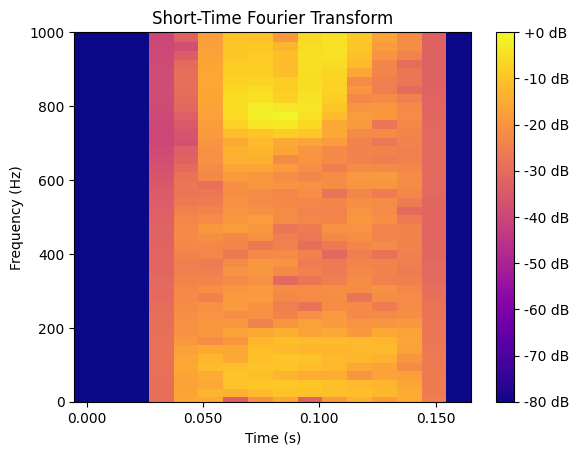 Short-Time Fourier Transform
1000
800
600
400
200
0
Frequency (Hz)
0.000
0.050
0.100
0.150
Time (s)
+0 dB
-10 dB
-20 dB
-30 dB
-40 dB
-50 dB
-60 dB
-70 dB
-80 dB